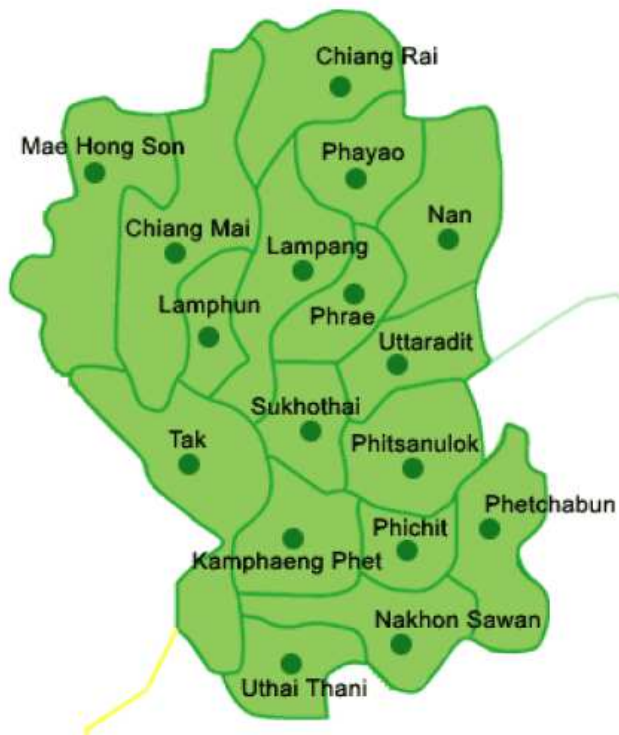 Chiang Rai
Mae Hong Son
Phayao
Nan
Chiang Mai
Lampang
Lamphun
Phrae
Uttaradit
Sukhothai
Tak
Phitsanulok
Phetchabun
Phichit
Kamphaeng Phet
Nakhon Sawan
Uthai Thani